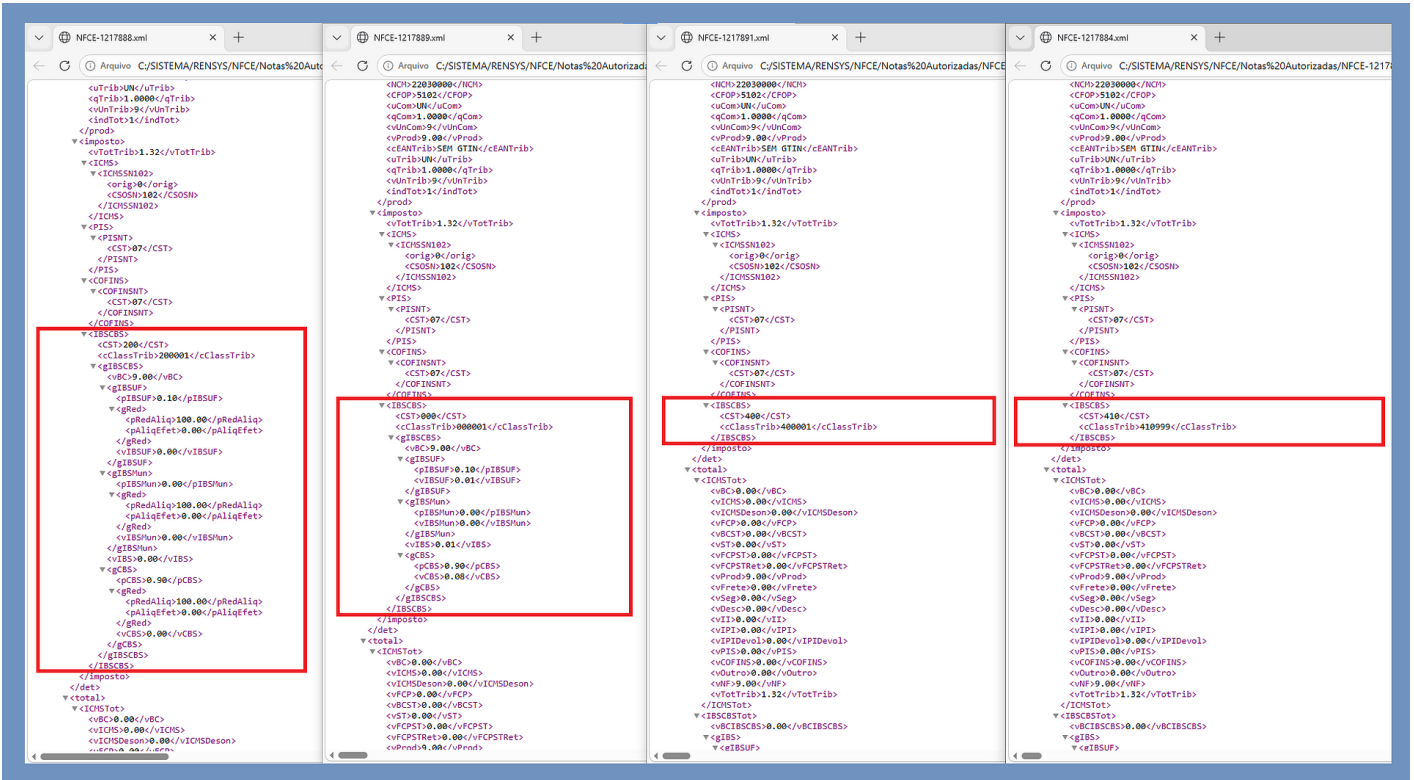 NFCE-1217888.xml
Arquivo C:/SISTEMA/RENSYS/NFCE/Notas%20Auto
<uTrib>UN</uTrib>
<qTrib>1.0000</qTrib>
<vUnTrib>9</vUnTrib>
<indTot>1</indTot>
</prod>
<imposto>
<vTotTrib>1.32</vTotTrib>
<ICMS>
<ICMSSN102>
<orig>0</orig>
<CSOSN>102</CSOSN>
</ICMSSN102>
</ICMS>
<PIS>
<PISNT>
<CST>07</CST>
</PISNT>
</PIS>
<COFINS>
<COFINSNT>
<CST>07</CST>
</COFINSNT>
</COFINS>
<IBSCBS>
<CST>200</CST>
<cClassTrib>200001</cClassTrib>
<gIBSCBS>
<vBC>9.00</vBC>
<gIBSUF>
<pIBSUF>0.10</pIBSUF>
<gRed>
<pRedAliq>100.00</pRedAliq>
<pAliqEfet>0.00</pAliqEfet>
</gRed>
<vIBSUF>0.00</vIBSUF>
</gIBSUF>
<gIBSMun>
<pIBSMun>0.00</pIBSMun>
<gRed>
<pRedAliq>100.00</pRedAliq>
<pAliqEfet>0.00</pAliqEfet>
</gRed>
<vIBSMun>0.00</vIBSMun>
</gIBSMun>
<vIBS>0.00</vIBS>
<gCBS>
<pCBS>0.90</pCBS>
<gRed>
<pRedAliq>100.00</pRedAliq>
<pAliqEfet>0.00</pAliqEfet>
</gRed>
<vCBS>0.00</vCBS>
</gCBS>
</gIBSCBS>
</IBSCBS>
</imposto>
</det>
<total>
<ICMSTot>
<vBC>0.00</vBC>
<vICMS>0.00</vICMS>
<vICMSDeson>0.00</vICMSDeson>
<vFCP>0.00</vFCP>
NFCE-1217889.xml
Arquivo C:/SISTEMA/RENSYS/NFCE/Notas%20Autorizada
<NCM>22030000</NCM>
<CFOP>5102</CFOP>
<uCom>UN</uCom>
<qCom>1.0000</qCom>
<vUnCom>9</vUnCom>
<vProd>9.00</vProd>
<cEANTrib>SEM GTIN</cEANTrib>
<uTrib>UN</uTrib>
<qTrib>1.0000</qTrib>
<vUnTrib>9</vUnTrib>
<indTot>1</indTot>
</prod>
<imposto>
<vTotTrib>1.32</vTotTrib>
<ICMS>
<ICMSSN102>
<orig>0</orig>
<CSOSN>102</CSOSN>
</ICMSSN102>
</ICMS>
<PIS>
<PISNT>
<CST>07</CST>
</PISNT>
</PIS>
<COFINS>
<COFINSNT>
<CST>07</CST>
</COFINSNT>
</COFINS>
<IBSCBS>
<CST>000</CST>
<cClassTrib>000001</cClassTrib>
<gIBSCBS>
<vBC>9.00</vBC>
<gIBSUF>
<pIBSUF>0.10</pIBSUF>
<vIBSUF>0.01</vIBSUF>
</gIBSUF>
<gIBSMun>
<pIBSMun>0.00</pIBSMun>
<vIBSMun>0.00</vIBSMun>
</gIBSMun>
<vIBS>0.01</vIBS>
<gCBS>
<pCBS>0.90</pCBS>
<vCBS>0.08</vCBS>
</gCBS>
</gIBSCBS>
</IBSCBS>
</imposto>
</det>
<total>
<ICMSTot>
<vBC>0.00</vBC>
<vICMS>0.00</vICMS>
<vICMSDeson>0.00</vICMSDeson>
<vFCP>0.00</vFCP>
<vBCST>0.00</vBCST>
<vST>0.00</vST>
<vFCPST>0.00</vFCPST>
<vFCPSTRet>0.00</vFCPSTRet>
<vProd>9.00</vProd>
NFCE-1217891.xml
Arquivo C:/SISTEMA/RENSYS/NFCE/Notas%20Autorizadas/NFCE
<NCM>22030000</NCM>
<CFOP>5102</CFOP>
<uCom>UN</uCom>
<qCom>1.0000</qCom>
<vUnCom>9</vUnCom>
<vProd>9.00</vProd>
<cEANTrib>SEM GTIN</cEANTrib>
<uTrib>UN</uTrib>
<qTrib>1.0000</qTrib>
<vUnTrib>9</vUnTrib>
<indTot>1</indTot>
</prod>
<imposto>
<vTotTrib>1.32</vTotTrib>
<ICMS>
<ICMSSN102>
<orig>0</orig>
<CSOSN>102</CSOSN>
</ICMSSN102>
</ICMS>
<PIS>
<PISNT>
<CST>07</CST>
</PISNT>
</PIS>
<COFINS>
<COFINSNT>
<CST>07</CST>
</COFINSNT>
</COFINS>
<IBSCBS>
<CST>400</CST>
<cClassTrib>400001</cClassTrib>
</IBSCBS>
</imposto>
</det>
<total>
<ICMSTot>
<vBC>0.00</vBC>
<vICMS>0.00</vICMS>
<vICMSDeson>0.00</vICMSDeson>
<vFCP>0.00</vFCP>
<vBCST>0.00</vBCST>
<vST>0.00</vST>
<vFCPST>0.00</vFCPST>
<vFCPSTRet>0.00</vFCPSTRet>
<vProd>9.00</vProd>
<vFrete>0.00</vFrete>
<vSeg>0.00</vSeg>
<vDesc>0.00</vDesc>
<vII>0.00</vII>
<vIPI>0.00</vIPI>
<vIPIDevol>0.00</vIPIDevol>
<vPIS>0.00</vPIS>
<vCOFINS>0.00</vCOFINS>
<vOutro>0.00</vOutro>
<vNF>9.00</vNF>
<vTotTrib>1.32</vTotTrib>
</ICMSTot>
<IBSCBSTot>
<vBCIBSCBS>0.00</vBCIBSCBS>
<gIBS>
<gIBSUF>
NFCE-1217884.xml
Arquivo C:/SISTEMA/RENSYS/NFCE/Notas%20Autorizadas/NFCE-1217
<NCM>22030000</NCM>
<CFOP>5102</CFOP>
<uCom>UN</uCom>
<qCom>1.0000</qCom>
<vUnCom>9</vUnCom>
<vProd>9.00</vProd>
<cEANTrib>SEM GTIN</cEANTrib>
<uTrib>UN</uTrib>
<qTrib>1.0000</qTrib>
<vUnTrib>9</vUnTrib>
<indTot>1</indTot>
</prod>
<imposto>
<vTotTrib>1.32</vTotTrib>
<ICMS>
<ICMSSN102>
<orig>0</orig>
<CSOSN>102</CSOSN>
</ICMSSN102>
</ICMS>
<PIS>
<PISNT>
<CST>07</CST>
</PISNT>
</PIS>
<COFINS>
<COFINSNT>
<CST>07</CST>
</COFINSNT>
</COFINS>
<IBSCBS>
<CST>410</CST>
<cClassTrib>410999</cClassTrib>
</IBSCBS>
</imposto>
</det>
<total>
<ICMSTot>
<vBC>0.00</vBC>
<vICMS>0.00</vICMS>
<vICMSDeson>0.00</vICMSDeson>
<vFCP>0.00</vFCP>
<vBCST>0.00</vBCST>
<vST>0.00</vST>
<vFCPST>0.00</vFCPST>
<vFCPSTRet>0.00</vFCPSTRet>
<vProd>9.00</vProd>
<vFrete>0.00</vFrete>
<vSeg>0.00</vSeg>
<vDesc>0.00</vDesc>
<vII>0.00</vII>
<vIPI>0.00</vIPI>
<vIPIDevol>0.00</vIPIDevol>
<vPIS>0.00</vPIS>
<vCOFINS>0.00</vCOFINS>
<vOutro>0.00</vOutro>
<vNF>9.00</vNF>
<vTotTrib>1.32</vTotTrib>
</ICMSTot>
<IBSCBSTot>
<vBCIBSCBS>0.00</vBCIBSCBS>
<gIBS>
<gIBSUF>